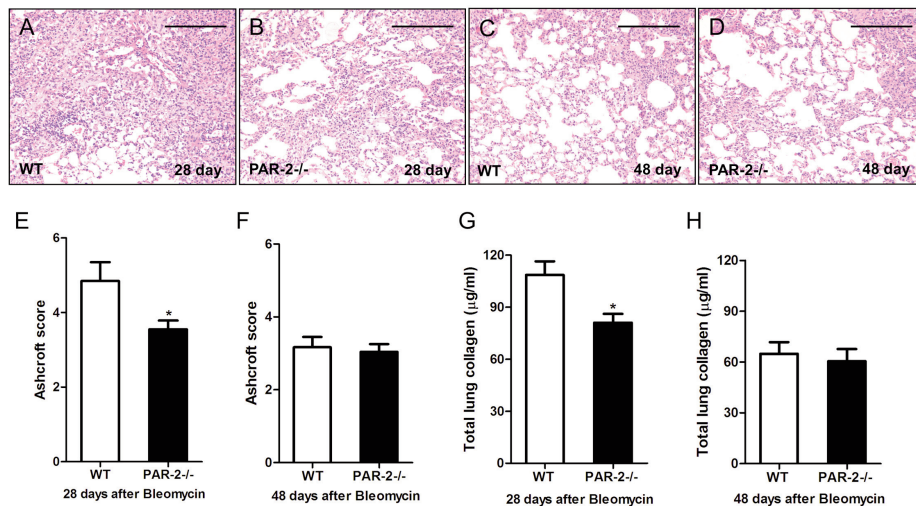 A
B
C
D
WT 28 day
PAR-2-/- 28 day
WT 48 day
PAR-2-/- 48 day
E
6
4
2
0
Ashcroft score
*
WT PAR-2-/-
28 days after Bleomycin
F
6
4
2
0
Ashcroft score
WT PAR-2-/-
48 days after Bleomycin
G
120
90
60
30
0
Total lung collagen (µg/ml)
*
WT PAR-2-/-
28 days after Bleomycin
H
120
90
60
30
0
Total lung collagen (µg/ml)
WT PAR-2-/-
48 days after Bleomycin